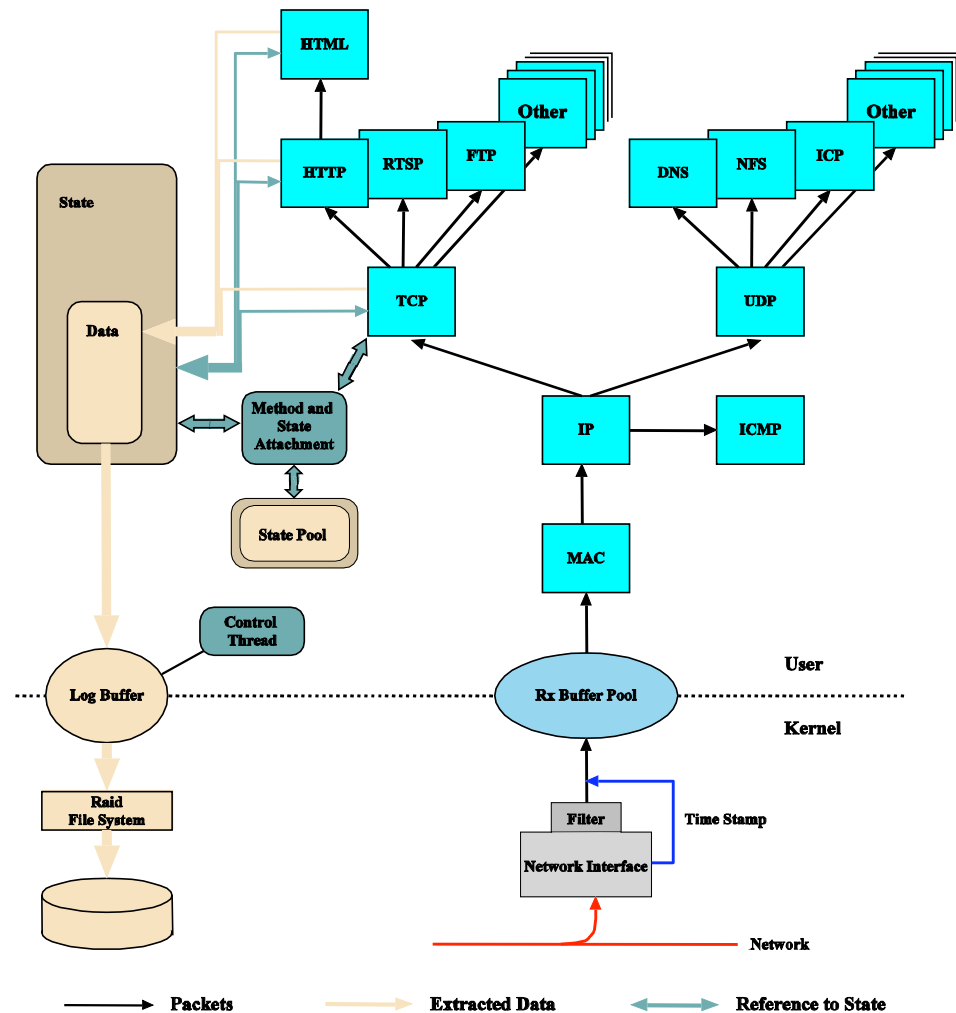 HTML
Other
Other
HTTP
RTSP
FTP
DNS
NFS
ICP
State
Data
TCP
UDP
Method and
State
Attachment
IP
ICMP
State Pool
MAC
Control
Thread
User
Log Buffer
Rx Buffer Pool
Kernel
Raid
File System
Filter
Time Stamp
Network Interface
Network
Packets
Extracted Data
Reference to State